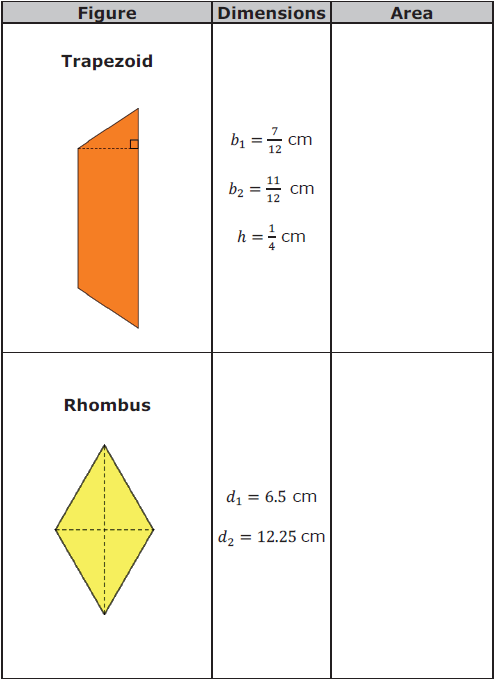 Figure Dimensions Area
Trapezoid
b₁ = 7/12 cm
b₂ = 11/12 cm
h = 1/4 cm
Rhombus
d₁ = 6.5 cm
d₂ = 12.25 cm